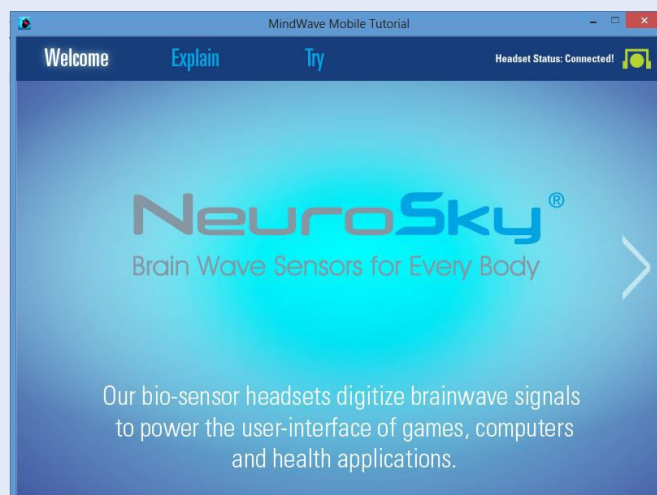 MindWave Mobile Tutorial
Welcome Explain Try Headset Status: Connected!
NeuroSky®
Brain Wave Sensors for Every Body
Our bio-sensor headsets digitize brainwave signals
to power the user-interface of games, computers
and health applications.